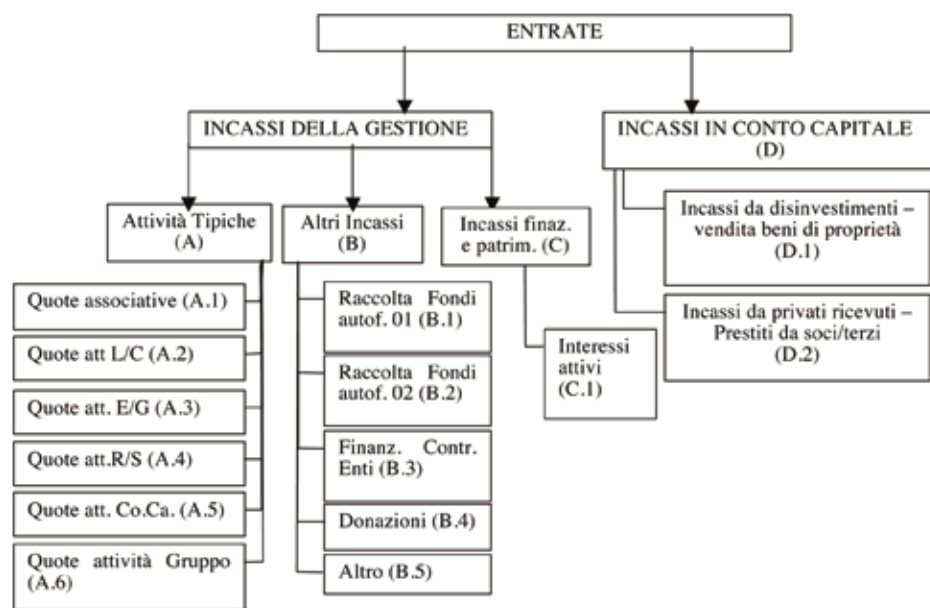 ENTRATE
INCASSI DELLA GESTIONE
INCASSI IN CONTO CAPITALE
(D)
Attività Tipiche
(A)
Altri Incassi
(B)
Incassi finaz.
e patrim. (C)
Incassi da disinvestimenti –
vendita beni di proprietà
(D.1)
Quote associative (A.1)
Quote att L/C (A.2)
Quote att. E/G (A.3)
Quote att.R/S (A.4)
Quote att. Co.Ca. (A.5)
Quote attività Gruppo
(A.6)
Raccolta Fondi
autof. 01 (B.1)
Raccolta Fondi
autof. 02 (B.2)
Finanz. Contr.
Enti (B.3)
Donazioni (B.4)
Altro (B.5)
Interessi
attivi
(C.1)
Incassi da privati ricevuti –
Prestiti da soci/terzi
(D.2)